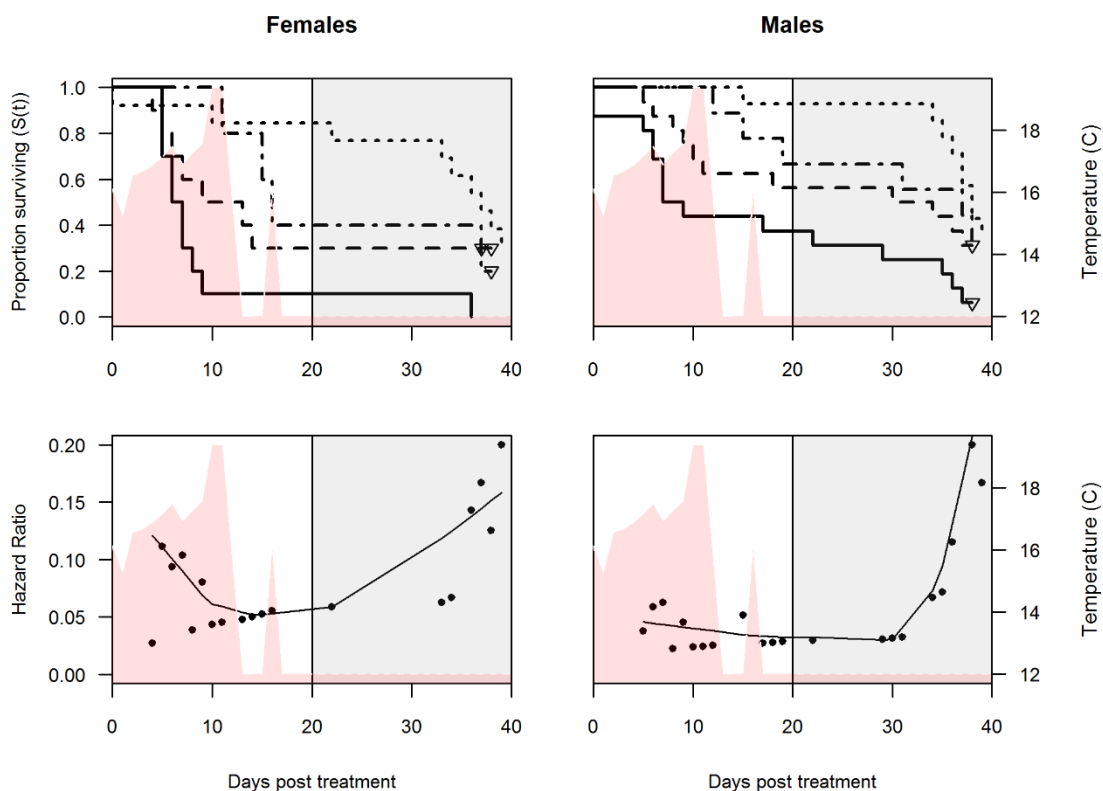 Females Males
Proportion surviving (S(t))
1.0
0.8
0.6
0.4
0.2
0.0
0 10 20 30 40
18
16
14
12
Temperature (C)
0 10 20 30 40
Hazard Ratio
0.20
0.15
0.10
0.05
0.00
0 10 20 30 40
18
16
14
12
Temperature (C)
0 10 20 30 40
Days post treatment Days post treatment